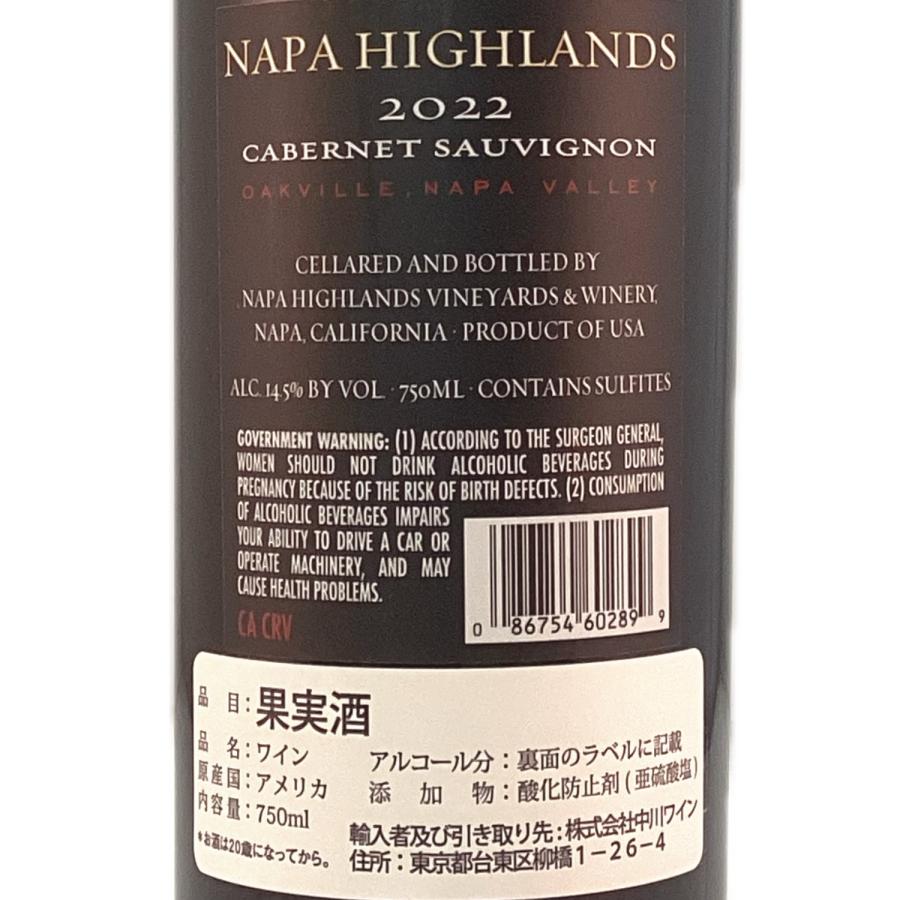 NAPA HIGHLANDS
2022
CABERNET SAUVIGNON
OAKVILLE, NAPA VALLEY
CELLARED AND BOTTLED BY
NAPA HIGHLANDS VINEYARDS & WINERY,
NAPA, CALIFORNIA · PRODUCT OF USA
ALC. 14.5% BY VOL · 750ML · CONTAINS SULFITES
GOVERNMENT WARNING: (1) ACCORDING TO THE SURGEON GENERAL,
WOMEN SHOULD NOT DRINK ALCOHOLIC BEVERAGES DURING
PREGNANCY BECAUSE OF THE RISK OF BIRTH DEFECTS. (2) CONSUMPTION
OF ALCOHOLIC BEVERAGES IMPAIRS
YOUR ABILITY TO DRIVE A CAR OR
OPERATE MACHINERY, AND MAY
CAUSE HEALTH PROBLEMS.
CA CRV
0 86754 60289 9
品 目：果実酒
品 名：ワイン
原産国：アメリカ
内容量：750ml
*お酒は20歳になってから。
アルコール分：裏面のラベルに記載
添 加 物：酸化防止剤(亜硫酸塩)
輸入者及び引き取り先：株式会社中川ワイン
住所：東京都台東区柳橋1-26-4